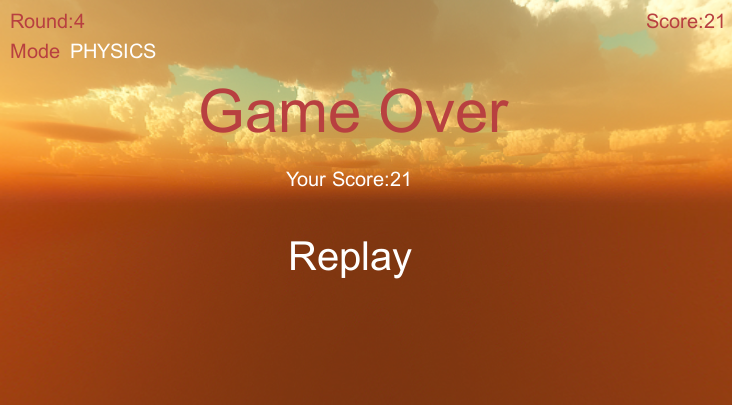 Round:4
Score:21
Mode PHYSICS
Game Over
Your Score:21
Replay